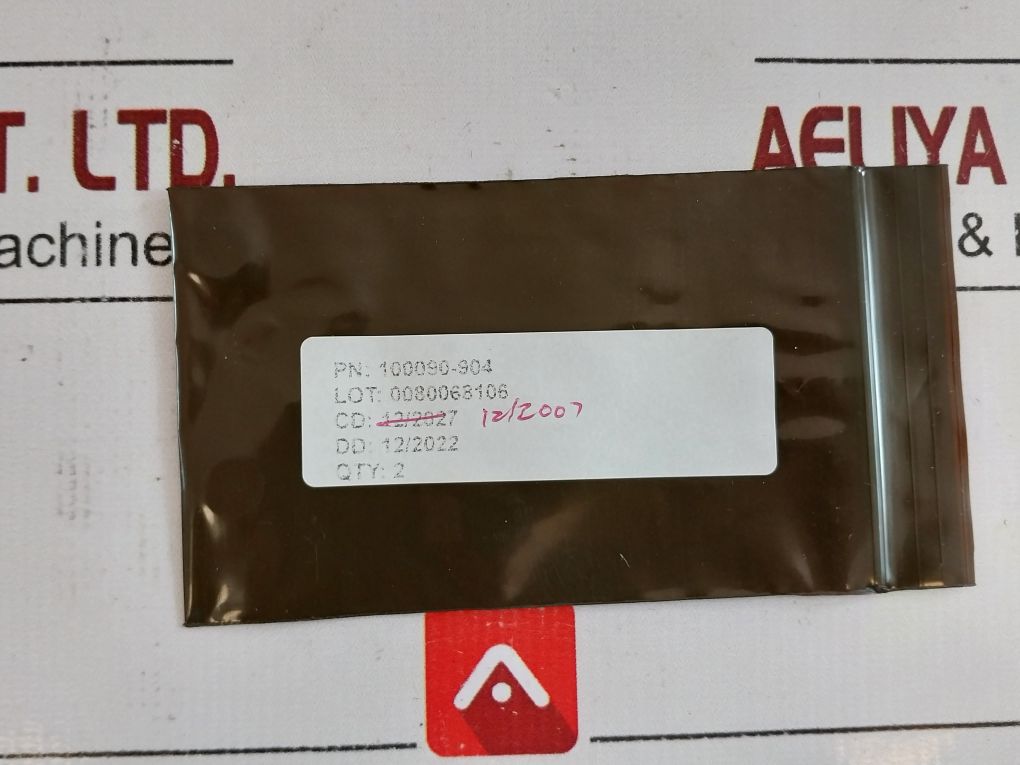 T. LTD.
AELIYA
achine
&
PN: 100090-904
LOT: 0080068106
CD: 12/2027 12/2007
DD: 12/2022
QTY: 2